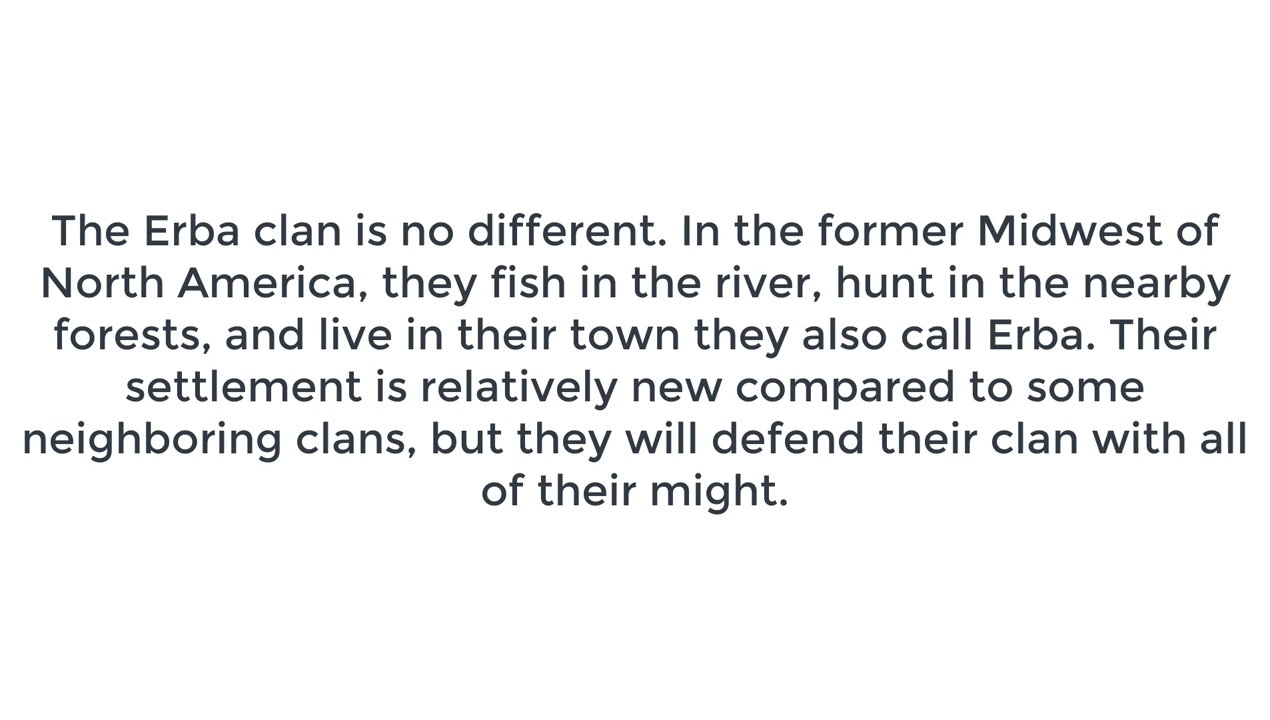 The Erba clan is no different. In the former Midwest of
North America, they fish in the river, hunt in the nearby
forests, and live in their town they also call Erba. Their
settlement is relatively new compared to some
neighboring clans, but they will defend their clan with all
of their might.